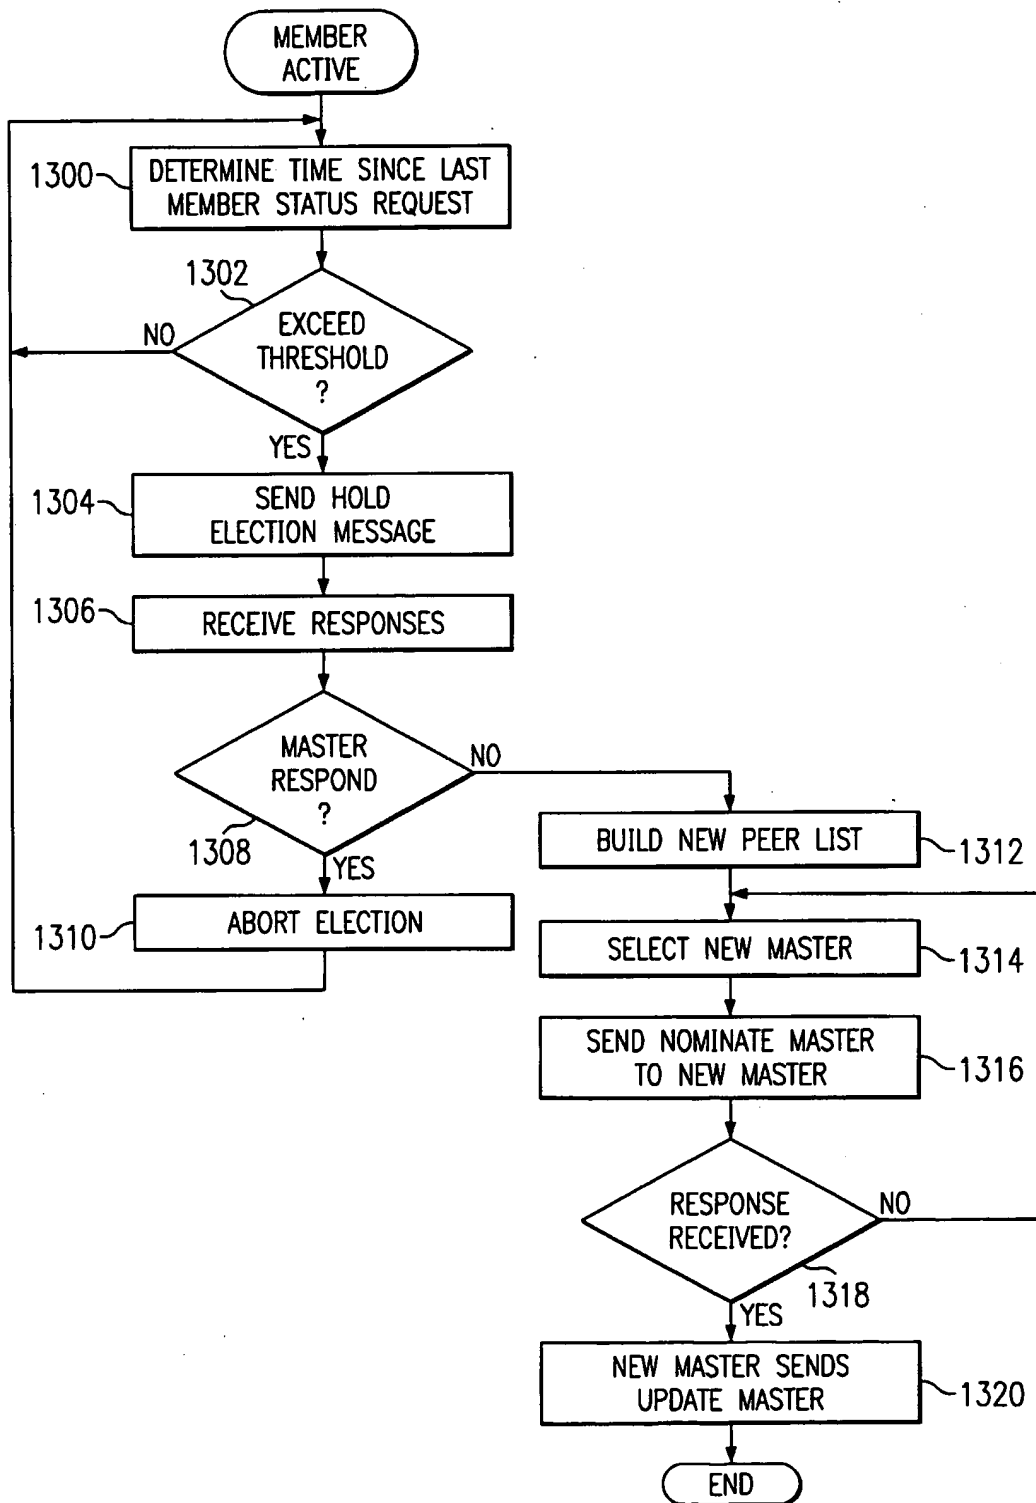 MEMBER
ACTIVE
1300
DETERMINE TIME SINCE LAST
MEMBER STATUS REQUEST
1302
EXCEED
THRESHOLD
?
NO
YES
1304
SEND HOLD
ELECTION MESSAGE
1306
RECEIVE RESPONSES
MASTER
RESPOND
?
NO
1308
YES
1310
ABORT ELECTION
BUILD NEW PEER LIST
1312
SELECT NEW MASTER
1314
SEND NOMINATE MASTER
TO NEW MASTER
1316
RESPONSE
RECEIVED?
NO
1318
YES
NEW MASTER SENDS
UPDATE MASTER
1320
END